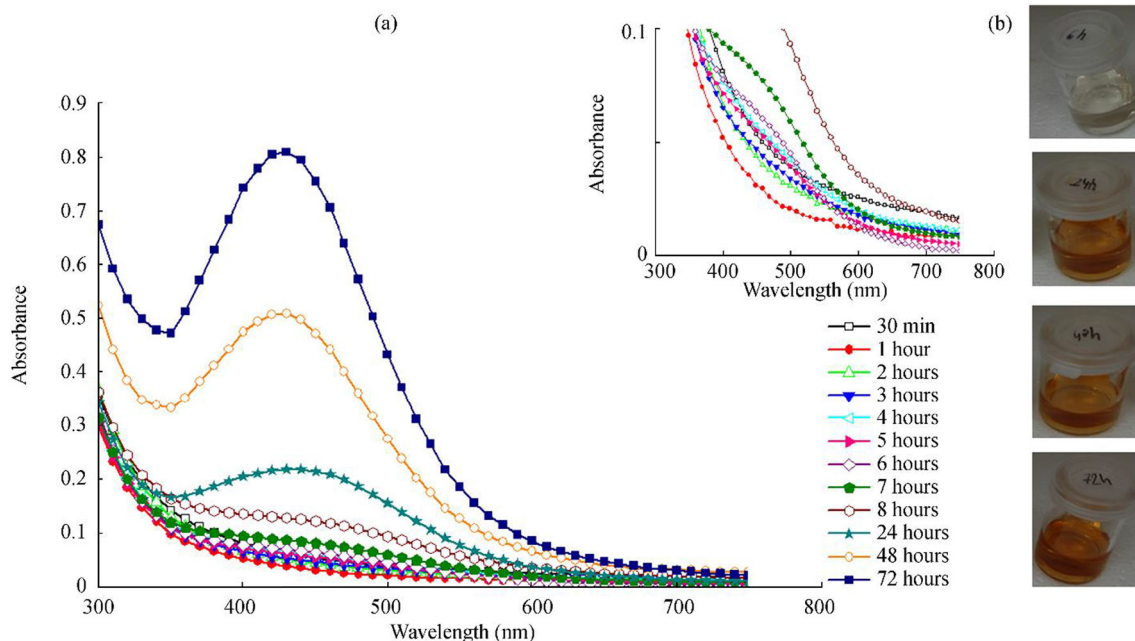 (a)
Absorbance
0.9
0.8
0.7
0.6
0.5
0.4
0.3
0.2
0.1
0
300
400
500
600
700
800
Wavelength (nm)
(b)
Absorbance
0.1
0
300
400
500
600
700
800
Wavelength (nm)
30 min
1 hour
2 hours
3 hours
4 hours
5 hours
6 hours
7 hours
8 hours
24 hours
48 hours
72 hours
24h
48h
72h